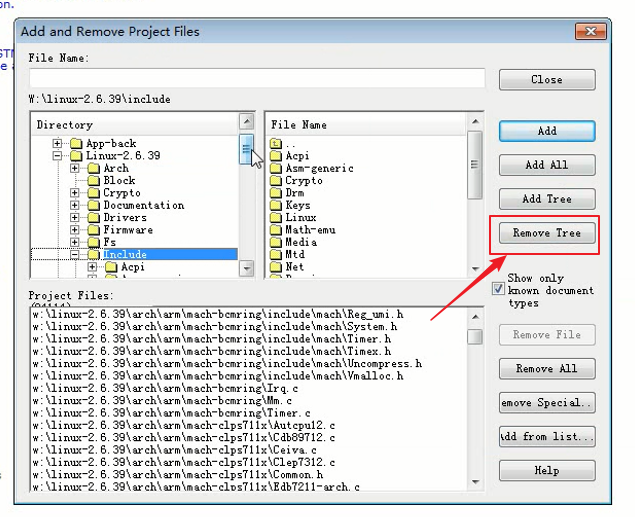 on.
Add and Remove Project Files
GTN
e a
File Name:
Close
W:\linux-2.6.39\include
Directory
File Name
Add
App-back
..
Linux-2.6.39
Acpi
Arch
Asm-generic
Add All
Block
Crypto
Crypto
Drm
Documentation
Keys
Add Tree
Drivers
Linux
Firmware
Math-emu
Remove Tree
Fs
Media
Include
Mtd
Acpi
Net
Show only
known document
types
Project Files:
w:\linux-2.6.39\arch\arm\mach-bcmring\include\mach\Reg_umi.h
w:\linux-2.6.39\arch\arm\mach-bcmring\include\mach\System.h
w:\linux-2.6.39\arch\arm\mach-bcmring\include\mach\Timer.h
w:\linux-2.6.39\arch\arm\mach-bcmring\include\mach\Timex.h
w:\linux-2.6.39\arch\arm\mach-bcmring\include\mach\Uncompress.h
w:\linux-2.6.39\arch\arm\mach-bcmring\include\mach\Vmalloc.h
w:\linux-2.6.39\arch\arm\mach-bcmring\Irq.c
w:\linux-2.6.39\arch\arm\mach-bcmring\Mm.c
w:\linux-2.6.39\arch\arm\mach-bcmring\Timer.c
w:\linux-2.6.39\arch\arm\mach-clps711x\Autcpu12.c
w:\linux-2.6.39\arch\arm\mach-clps711x\Cdb89712.c
w:\linux-2.6.39\arch\arm\mach-clps711x\Ceiva.c
w:\linux-2.6.39\arch\arm\mach-clps711x\Clep7312.c
w:\linux-2.6.39\arch\arm\mach-clps711x\Common.h
w:\linux-2.6.39\arch\arm\mach-clps711x\Edb7211-arch.c
Remove File
Remove All
emove Special..
dd from list...
Help